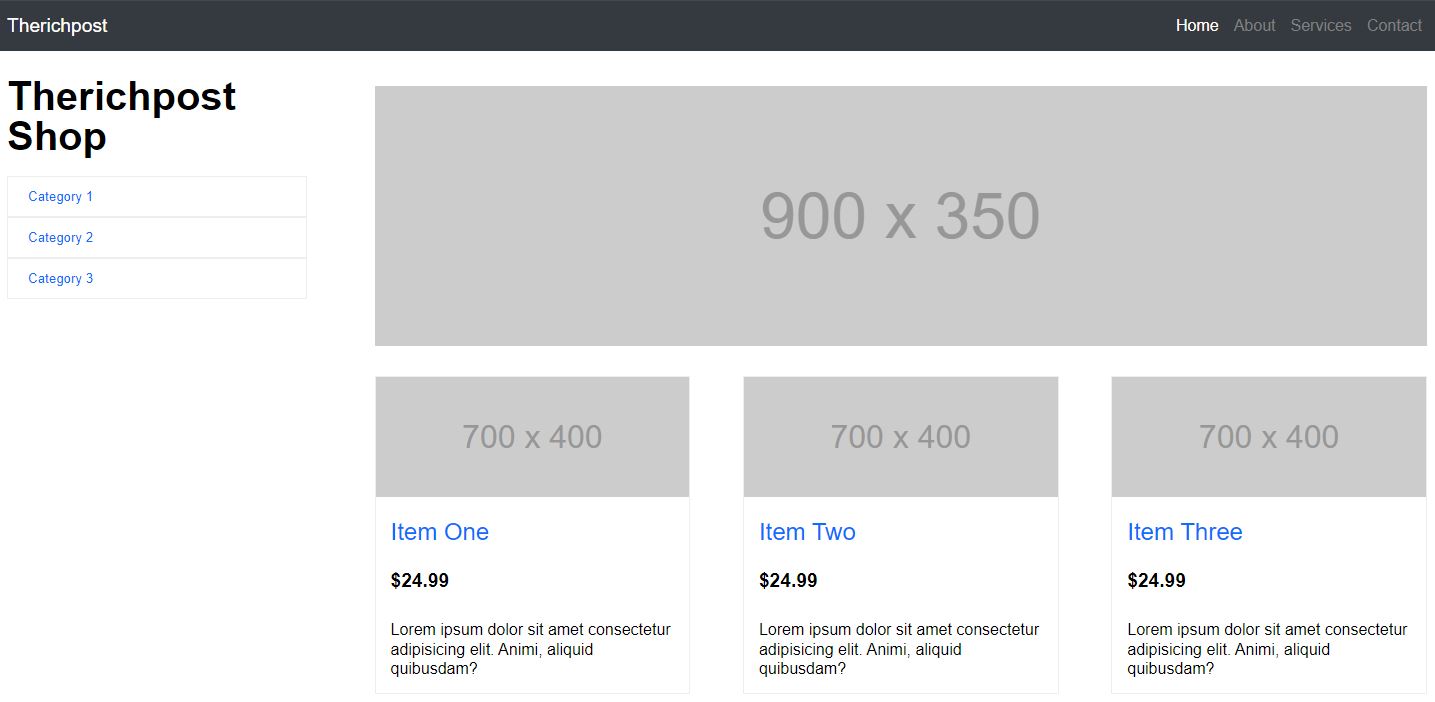 Therichpost
Home About Services Contact
Therichpost
Shop
Category 1
Category 2
Category 3
900 x 350
700 x 400
Item One
$24.99
Lorem ipsum dolor sit amet consectetur
adipisicing elit. Animi, aliquid
quibusdam?
700 x 400
Item Two
$24.99
Lorem ipsum dolor sit amet consectetur
adipisicing elit. Animi, aliquid
quibusdam?
700 x 400
Item Three
$24.99
Lorem ipsum dolor sit amet consectetur
adipisicing elit. Animi, aliquid
quibusdam?